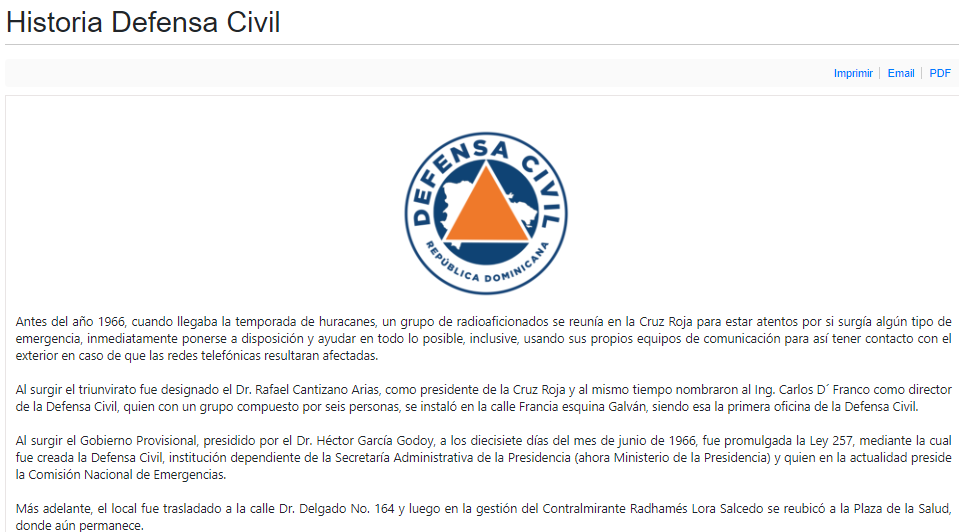 Historia Defensa Civil
Imprimir | Email | PDF
DEFENSA CIVIL
REPÚBLICA DOMINICANA
Antes del año 1966, cuando llegaba la temporada de huracanes, un grupo de radioaficionados se reunía en la Cruz Roja para estar atentos por si surgía algún tipo de
emergencia, inmediatamente ponerse a disposición y ayudar en todo lo posible, inclusive, usando sus propios equipos de comunicación para así tener contacto con el
exterior en caso de que las redes telefónicas resultaran afectadas.
Al surgir el triunvirato fue designado el Dr. Rafael Cantizano Arias, como presidente de la Cruz Roja y al mismo tiempo nombraron al Ing. Carlos D´ Franco como director
de la Defensa Civil, quien con un grupo compuesto por seis personas, se instaló en la calle Francia esquina Galván, siendo esa la primera oficina de la Defensa Civil.
Al surgir el Gobierno Provisional, presidido por el Dr. Héctor García Godoy, a los diecisiete días del mes de junio de 1966, fue promulgada la Ley 257, mediante la cual
fue creada la Defensa Civil, institución dependiente de la Secretaría Administrativa de la Presidencia (ahora Ministerio de la Presidencia) y quien en la actualidad preside
la Comisión Nacional de Emergencias.
Más adelante, el local fue trasladado a la calle Dr. Delgado No. 164 y luego en la gestión del Contralmirante Radhamés Lora Salcedo se reubicó a la Plaza de la Salud,
donde aún permanece.